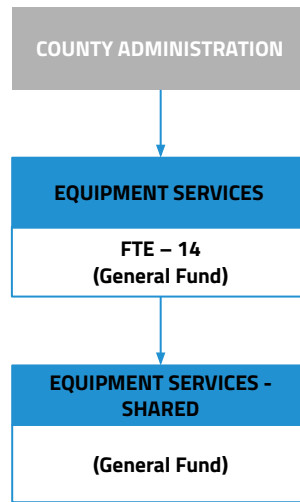 COUNTY ADMINISTRATION
EQUIPMENT SERVICES
FTE – 14
(General Fund)
EQUIPMENT SERVICES -
SHARED
(General Fund)